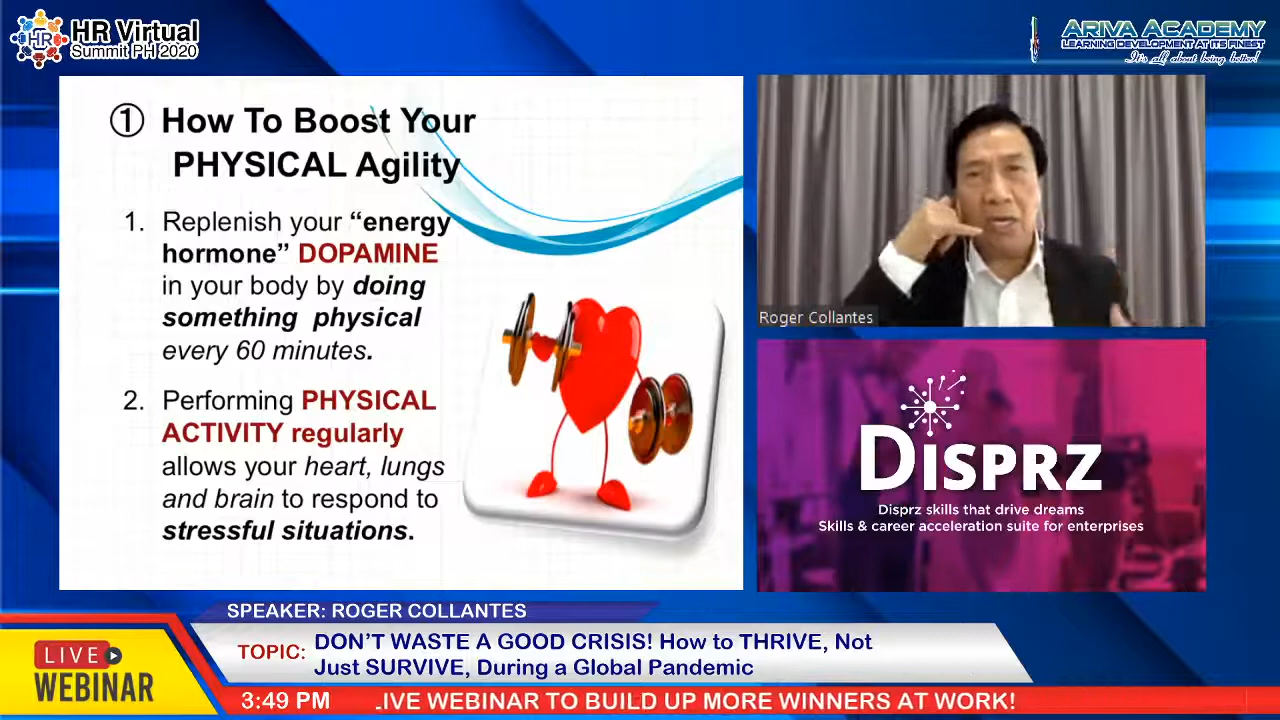 HR Virtual
Summit PH 2020
HR
ARIVA ACADEMY
LEARNING DEVELOPMENT AT ITS FINEST
It's all about being better!
① How To Boost Your
PHYSICAL Agility
1. Replenish your “energy
hormone” DOPAMINE
in your body by doing
something physical
every 60 minutes.
2. Performing PHYSICAL
ACTIVITY regularly
allows your heart, lungs
and brain to respond to
stressful situations.
Roger Collantes
DISPRZ
Disprz skills that drive dreams
Skills & career acceleration suite for enterprises
SPEAKER: ROGER COLLANTES
TOPIC: DON’T WASTE A GOOD CRISIS! How to THRIVE, Not
Just SURVIVE, During a Global Pandemic
LIVE
WEBINAR
3:49 PM
LIVE WEBINAR TO BUILD UP MORE WINNERS AT WORK!